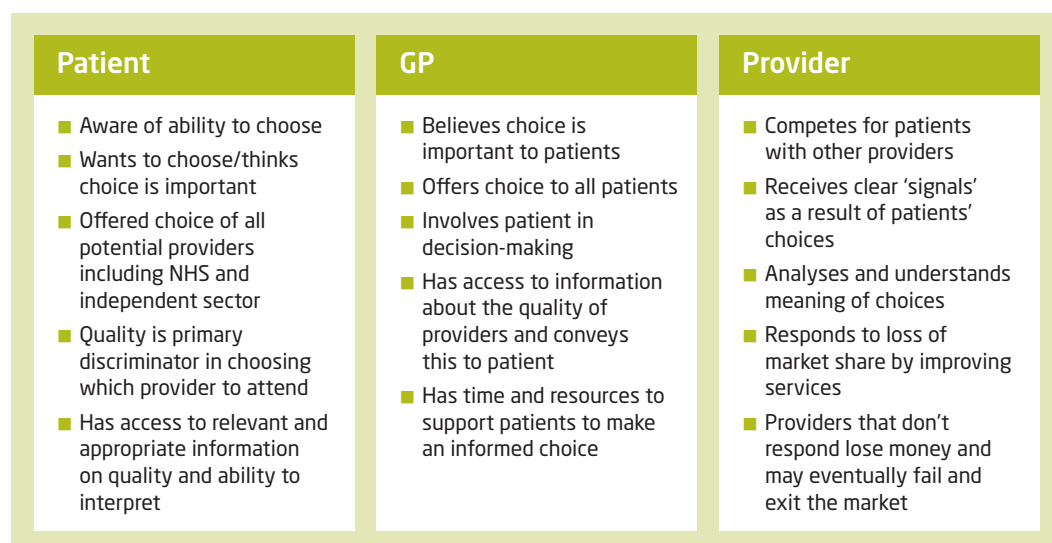 Patient
■ Aware of ability to choose
■ Wants to choose/thinks
choice is important
■ Offered choice of all
potential providers
including NHS and
independent sector
■ Quality is primary
discriminator in choosing
which provider to attend
■ Has access to relevant and
appropriate information
on quality and ability to
interpret
GP
■ Believes choice is
important to patients
■ Offers choice to all patients
■ Involves patient in
decision-making
■ Has access to information
about the quality of
providers and conveys
this to patient
■ Has time and resources to
support patients to make
an informed choice
Provider
■ Competes for patients
with other providers
■ Receives clear ‘signals’
as a result of patients’
choices
■ Analyses and understands
meaning of choices
■ Responds to loss of
market share by improving
services
■ Providers that don’t
respond lose money and
may eventually fail and
exit the market